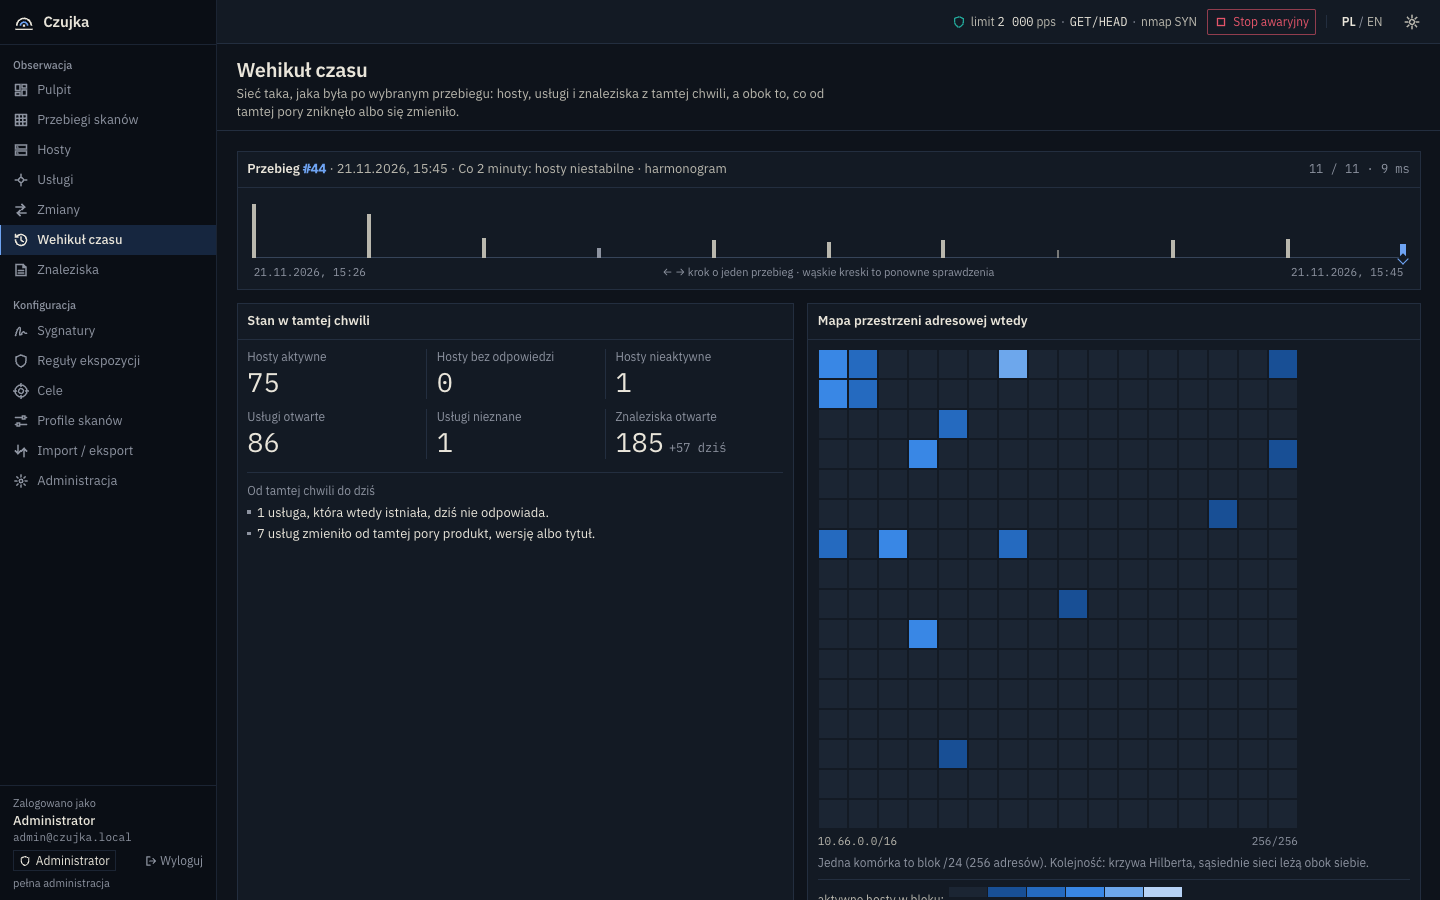 Czujka
limit 2 000 pps · GET/HEAD · nmap SYN
Stop awaryjny
PL / EN
Obserwacja
Pulpit
Przebiegi skanów
Hosty
Usługi
Zmiany
Wehikuł czasu
Znaleziska
Konfiguracja
Sygnatury
Reguły ekspozycji
Cele
Profile skanów
Import / eksport
Administracja
Zalogowano jako
Administrator
admin@czujka.local
Administrator
Wyloguj
pełna administracja
Wehikuł czasu
Sieć taka, jaka była po wybranym przebiegu: hosty, usługi i znaleziska z tamtej chwili, a obok to, co od
tamtej pory zniknęło albo się zmieniło.
Przebieg #44 · 21.11.2026, 15:45 · Co 2 minuty: hosty niestabilne · harmonogram
11 / 11 · 9 ms
21.11.2026, 15:26
← → krok o jeden przebieg · wąskie kreski to ponowne sprawdzenia
21.11.2026, 15:45
Stan w tamtej chwili
Hosty aktywne
75
Hosty bez odpowiedzi
0
Hosty nieaktywne
1
Usługi otwarte
86
Usługi nieznane
1
Znaleziska otwarte
185 +57 dziś
Od tamtej chwili do dziś
1 usługa, która wtedy istniała, dziś nie odpowiada.
7 usług zmieniło od tamtej pory produkt, wersję albo tytuł.
Mapa przestrzeni adresowej wtedy
10.66.0.0/16
256/256
Jedna komórka to blok /24 (256 adresów). Kolejność: krzywa Hilberta, sąsiednie sieci leżą obok siebie.
aktywne hosty w bloku: